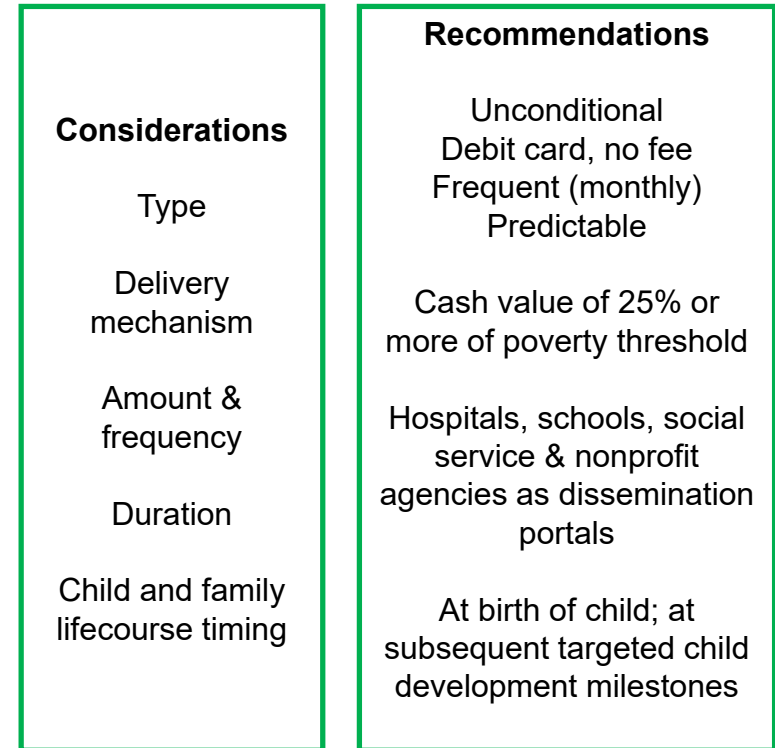 Considerations
Type
Delivery
mechanism
Amount &
frequency
Duration
Child and family
lifecourse timing
Recommendations
Unconditional
Debit card, no fee
Frequent (monthly)
Predictable
Cash value of 25% or
more of poverty threshold
Hospitals, schools, social
service & nonprofit
agencies as dissemination
portals
At birth of child; at
subsequent targeted child
development milestones